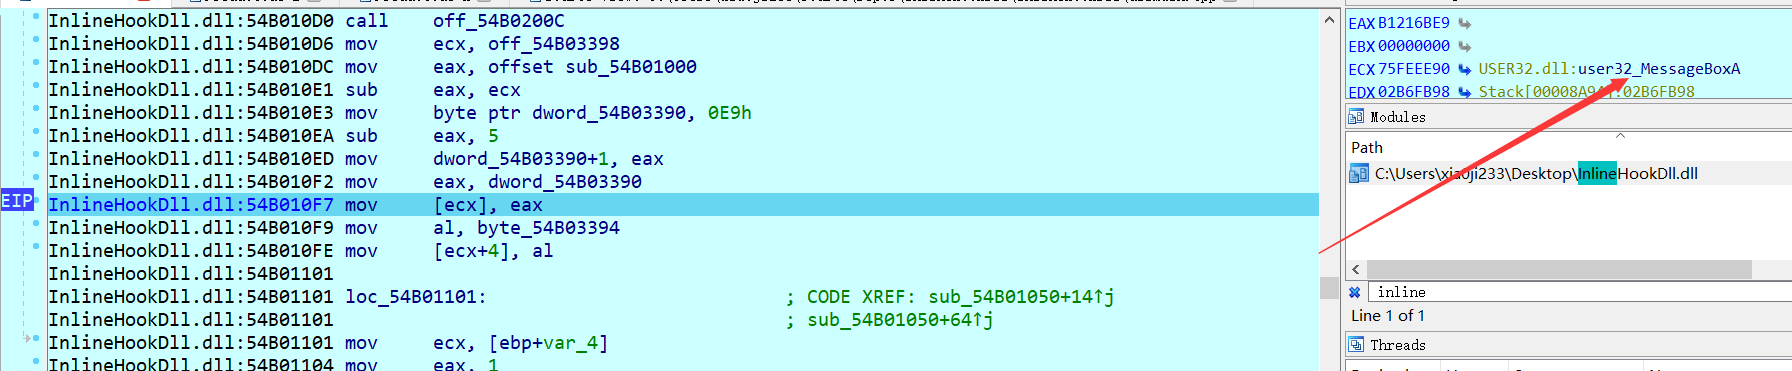 InlineHookDll.dll:54B010D0 call off_54B0200C
InlineHookDll.dll:54B010D6 mov ecx, off_54B03398
InlineHookDll.dll:54B010DC mov eax, offset sub_54B01000
InlineHookDll.dll:54B010E1 sub eax, ecx
InlineHookDll.dll:54B010E3 mov byte ptr dword_54B03390, 0E9h
InlineHookDll.dll:54B010EA sub eax, 5
InlineHookDll.dll:54B010ED mov dword_54B03390+1, eax
InlineHookDll.dll:54B010F2 mov eax, dword_54B03390
EIP InlineHookDll.dll:54B010F7 mov [ecx], eax
InlineHookDll.dll:54B010F9 mov al, byte_54B03394
InlineHookDll.dll:54B010FE mov [ecx+4], al
InlineHookDll.dll:54B01101
InlineHookDll.dll:54B01101 loc_54B01101: ; CODE XREF: sub_54B01050+14↑j
InlineHookDll.dll:54B01101 ; sub_54B01050+64↑j
InlineHookDll.dll:54B01101 mov ecx, [ebp+var_4]
InlineHookDll.dll:54B01104 mov eax, 1
EAX B1216BE9
EBX 00000000
ECX 75FEEE90 USER32.dll:user32_MessageBoxA
EDX 02B6FB98 Stack[00008A94]:02B6FB98
Modules
Path
C:\Users\xiaoji233\Desktop\InlineHookDll.dll
inline
Line 1 of 1
Threads